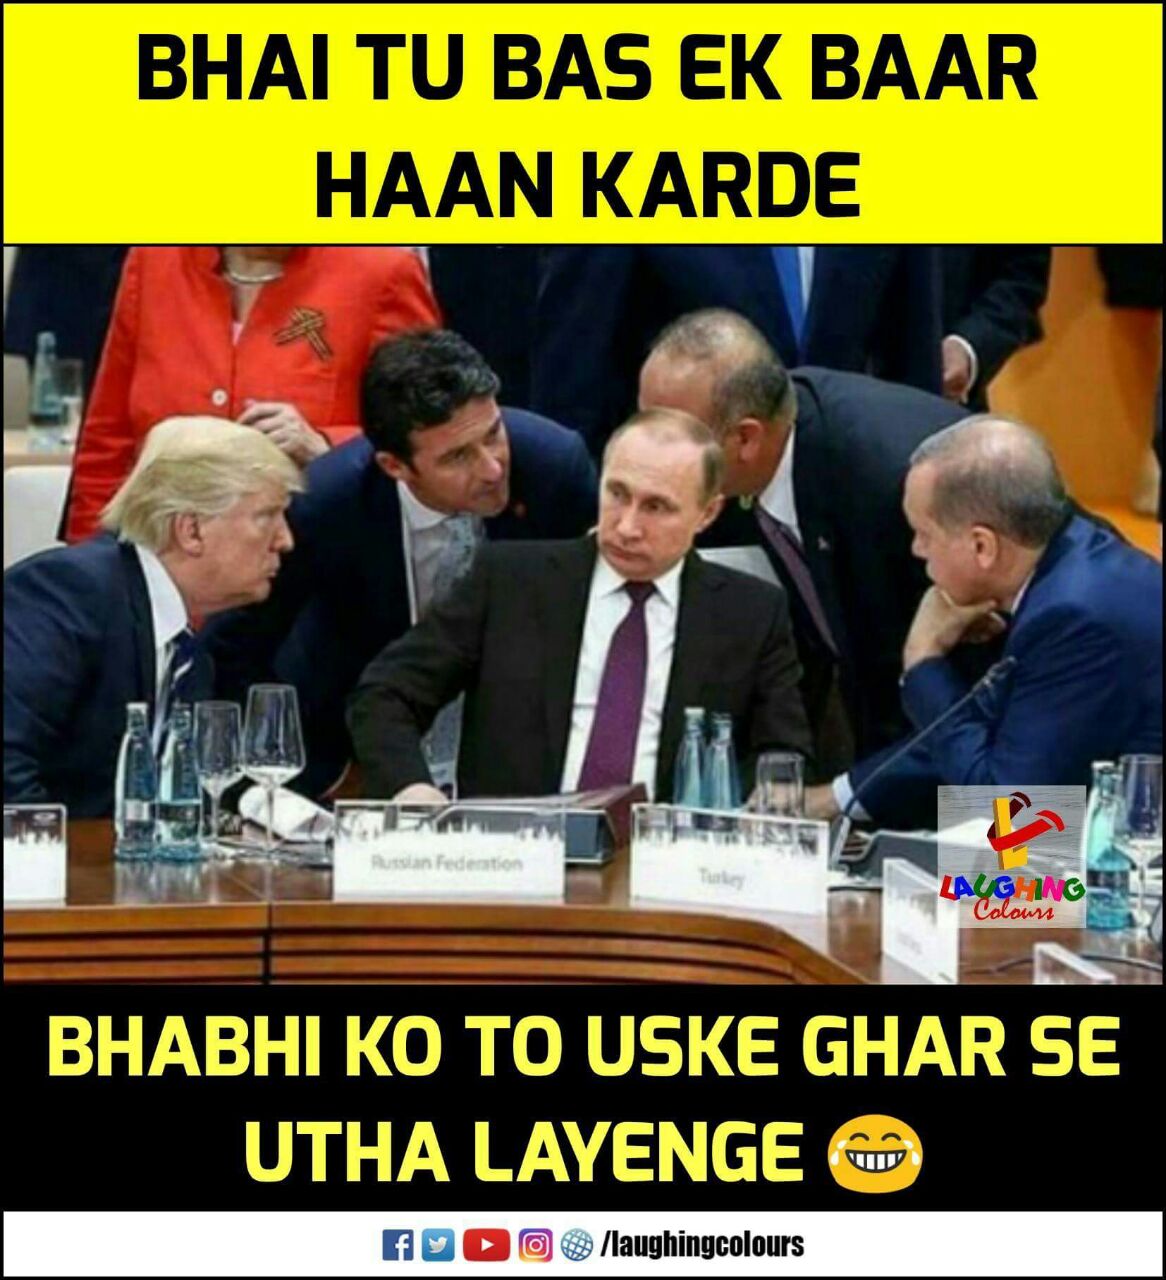 BHAI TU BAS EK BAAR
HAAN KARDE
Russian Federation
Turkey
LAUGHING
Colours
BHABHI KO TO USKE GHAR SE
UTHA LAYENGE 😂
/laughingcolours